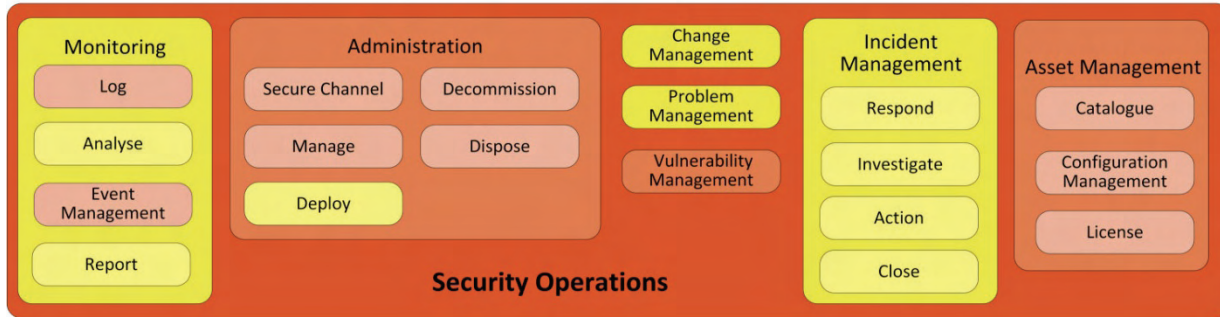 Monitoring
Log
Analyse
Event
Management
Report
Administration
Secure Channel
Decommission
Manage
Dispose
Deploy
Change
Management
Problem
Management
Vulnerability
Management
Incident
Management
Respond
Investigate
Action
Close
Asset Management
Catalogue
Configuration
Management
License
Security Operations